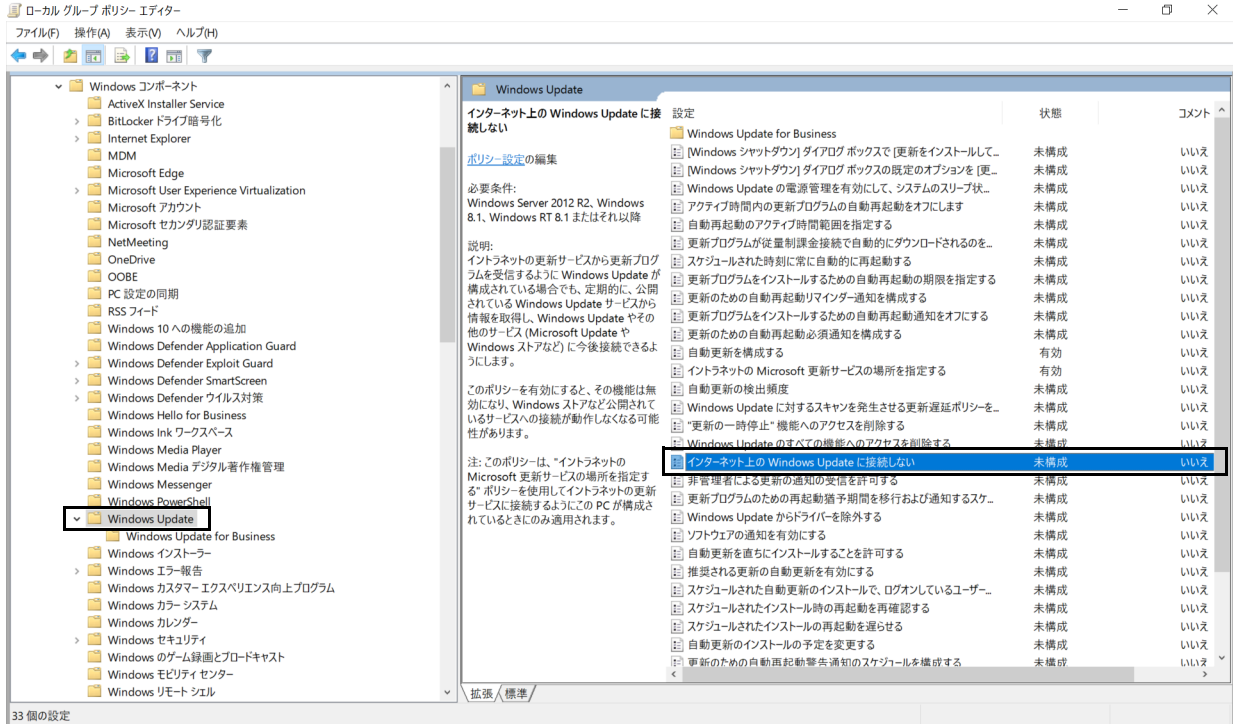 ローカル グループ ポリシー エディター
ファイル(F) 操作(A) 表示(V) ヘルプ(H)
Windows コンポーネント
ActiveX Installer Service
BitLocker ドライブ暗号化
Internet Explorer
MDM
Microsoft Edge
Microsoft User Experience Virtualization
Microsoft アカウント
Microsoft セカンダリ認証要素
NetMeeting
OneDrive
OOBE
PC 設定の同期
RSS フィード
Windows 10 への機能の追加
Windows Defender Application Guard
Windows Defender Exploit Guard
Windows Defender SmartScreen
Windows Defender ウイルス対策
Windows Hello for Business
Windows Ink ワークスペース
Windows Media Player
Windows Media デジタル著作権管理
Windows Messenger
Windows PowerShell
Windows Update
Windows Update for Business
Windows インストーラー
Windows エラー報告
Windows カスタマー エクスペリエンス向上プログラム
Windows カラー システム
Windows カレンダー
Windows セキュリティ
Windows のゲーム録画とブロードキャスト
Windows モビリティ センター
Windows リモート シェル
Windows Update
インターネット上の Windows Update に接
続しない
ポリシー設定の編集
必要条件:
Windows Server 2012 R2、Windows
8.1、Windows RT 8.1 またはそれ以降
説明:
イントラネットの更新サービスから更新プログ
ラムを受信するように Windows Update が
構成されている場合でも、定期的に、公開
されている Windows Update サービスから
情報を取得し、Windows Update やその
他のサービス (Microsoft Update や
Windows ストアなど) に今後接続できるよ
うにします。
このポリシーを有効にすると、その機能は無
効になり、Windows ストアなど公開されて
いるサービスへの接続が動作しなくなる可能
性があります。
注: このポリシーは、"イントラネットの
Microsoft 更新サービスの場所を指定す
る" ポリシーを使用してイントラネットの更新
サービスに接続するようにこの PC が構成さ
れているときにのみ適用されます。
設定 状態 コメント
Windows Update for Business
[Windows シャットダウン] ダイアログ ボックスで [更新をインストールして... 未構成 いいえ
[Windows シャットダウン] ダイアログ ボックスの既定のオプションを [更... 未構成 いいえ
Windows Update の電源管理を有効にして、システムのスリープ状... 未構成 いいえ
アクティブ時間内の更新プログラムの自動再起動をオフにします 未構成 いいえ
自動再起動のアクティブ時間範囲を指定する 未構成 いいえ
更新プログラムが従量制課金接続で自動的にダウンロードされるのを... 未構成 いいえ
スケジュールされた時刻に常に自動的に再起動する 未構成 いいえ
更新プログラムをインストールするための自動再起動の期限を指定する 未構成 いいえ
更新のための自動再起動リマインダー通知を構成する 未構成 いいえ
更新プログラムをインストールするための自動再起動通知をオフにする 未構成 いいえ
更新のための自動再起動必須通知を構成する 未構成 いいえ
自動更新を構成する 有効 いいえ
イントラネットの Microsoft 更新サービスの場所を指定する 有効 いいえ
自動更新の検出頻度 未構成 いいえ
Windows Update に対するスキャンを発生させる更新遅延ポリシーを... 未構成 いいえ
"更新の一時停止" 機能へのアクセスを削除する 未構成 いいえ
Windows Update のすべての機能へのアクセスを削除する 未構成 いいえ
インターネット上の Windows Update に接続しない 未構成 いいえ
非管理者による更新の通知の受信を許可する 未構成 いいえ
更新プログラムのための再起動猶予期間を移行および通知するスケ... 未構成 いいえ
Windows Update からドライバーを除外する 未構成 いいえ
ソフトウェアの通知を有効にする 未構成 いいえ
自動更新を直ちにインストールすることを許可する 未構成 いいえ
推奨される更新の自動更新を有効にする 未構成 いいえ
スケジュールされた自動更新のインストールで、ログオンしているユーザー... 未構成 いいえ
スケジュールされたインストール時の再起動を再確認する 未構成 いいえ
スケジュールされたインストールの再起動を遅らせる 未構成 いいえ
自動更新のインストールの予定を変更する 未構成 いいえ
更新のための自動再起動警告通知のスケジュールを構成する 未構成 いいえ
拡張 標準
33 個の設定